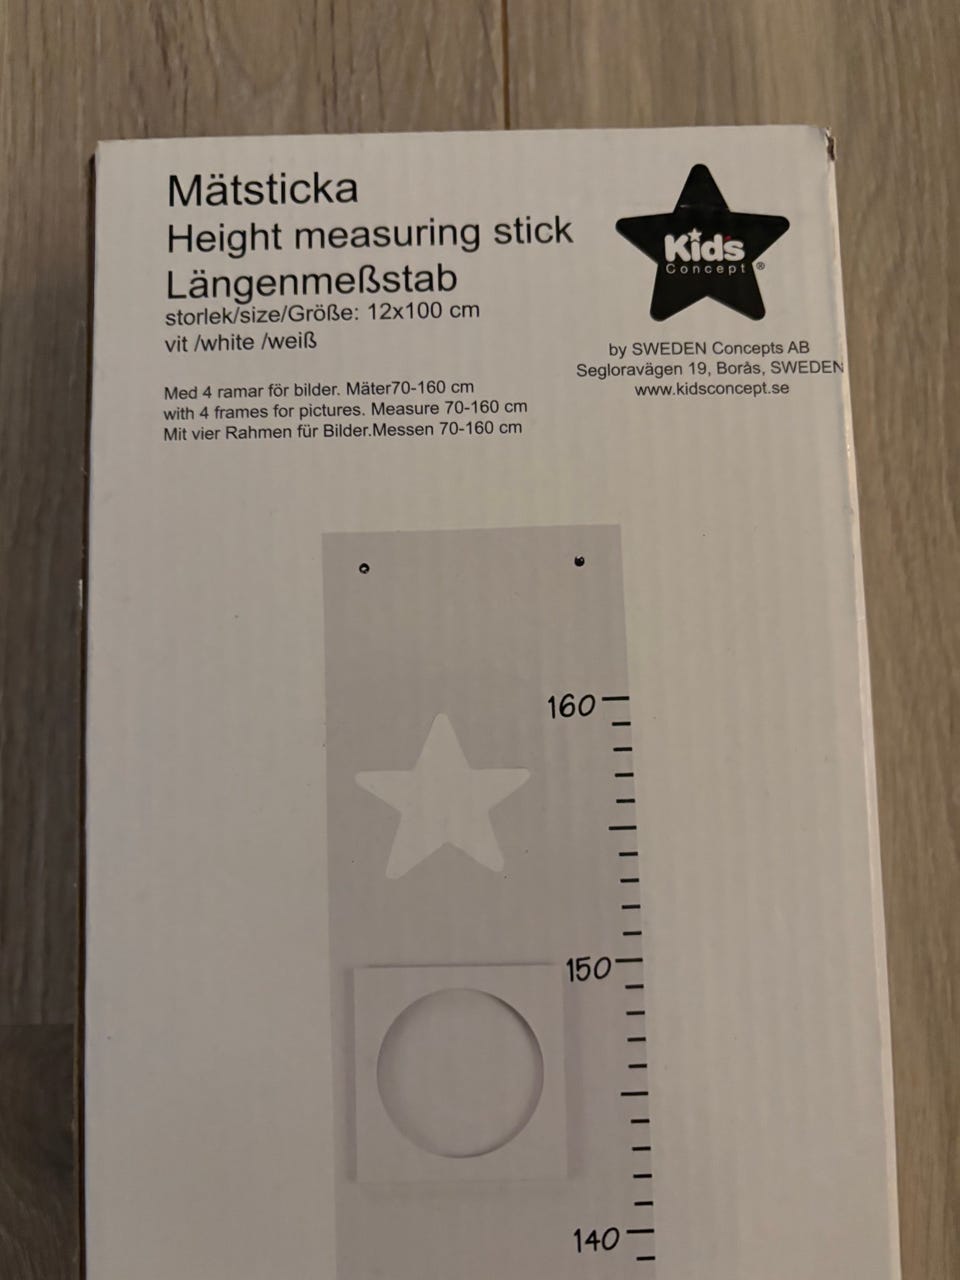 Mätsticka
Height measuring stick
Längenmeßstab
storlek/size/Größe: 12x100 cm
vit /white /weiß
Med 4 ramar för bilder. Mäter70-160 cm
with 4 frames for pictures. Measure 70-160 cm
Mit vier Rahmen für Bilder.Messen 70-160 cm
Kid's
Concept ®
by SWEDEN Concepts AB
Segloravägen 19, Borås, SWEDEN
www.kidsconcept.se
160
150
140